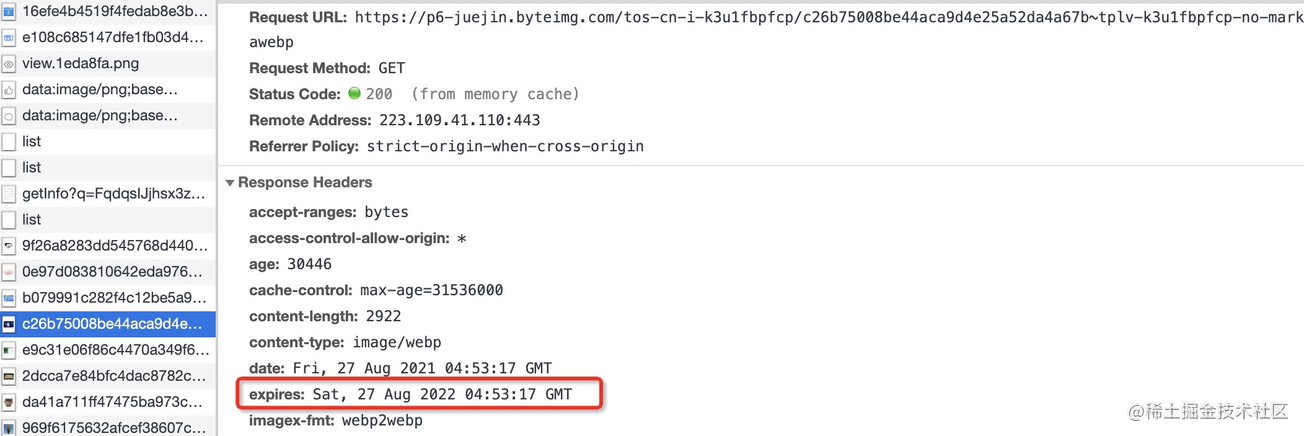 16efe4b4519f4fedab8e3b...
e108c685147dfe1fb03d4...
view.1eda8fa.png
data:image/png;base...
data:image/png;base...
list
list
getInfo?q=FqdqsIJjhsx3z...
list
9f26a8283dd545768d440...
0e97d083810642eda976...
b079991c282f4c12be5a9...
c26b75008be44aca9d4e...
e9c31e06f86c4470a349f6...
2dcca7e84bfc4dac8782c...
da41a711ff47475ba973c...
969f6175632afcef38607c...
Request URL: https://p6-juejin.byteimg.com/tos-cn-i-k3u1fbpfcp/c26b75008be44aca9d4e25a52da4a67b~tplv-k3u1fbpfcp-no-mark
awebp
Request Method: GET
Status Code: 200 (from memory cache)
Remote Address: 223.109.41.110:443
Referrer Policy: strict-origin-when-cross-origin
Response Headers
accept-ranges: bytes
access-control-allow-origin: *
age: 30446
cache-control: max-age=31536000
content-length: 2922
content-type: image/webp
date: Fri, 27 Aug 2021 04:53:17 GMT
expires: Sat, 27 Aug 2022 04:53:17 GMT
imagex-fmt: webp2webp
@稀土掘金技术社区